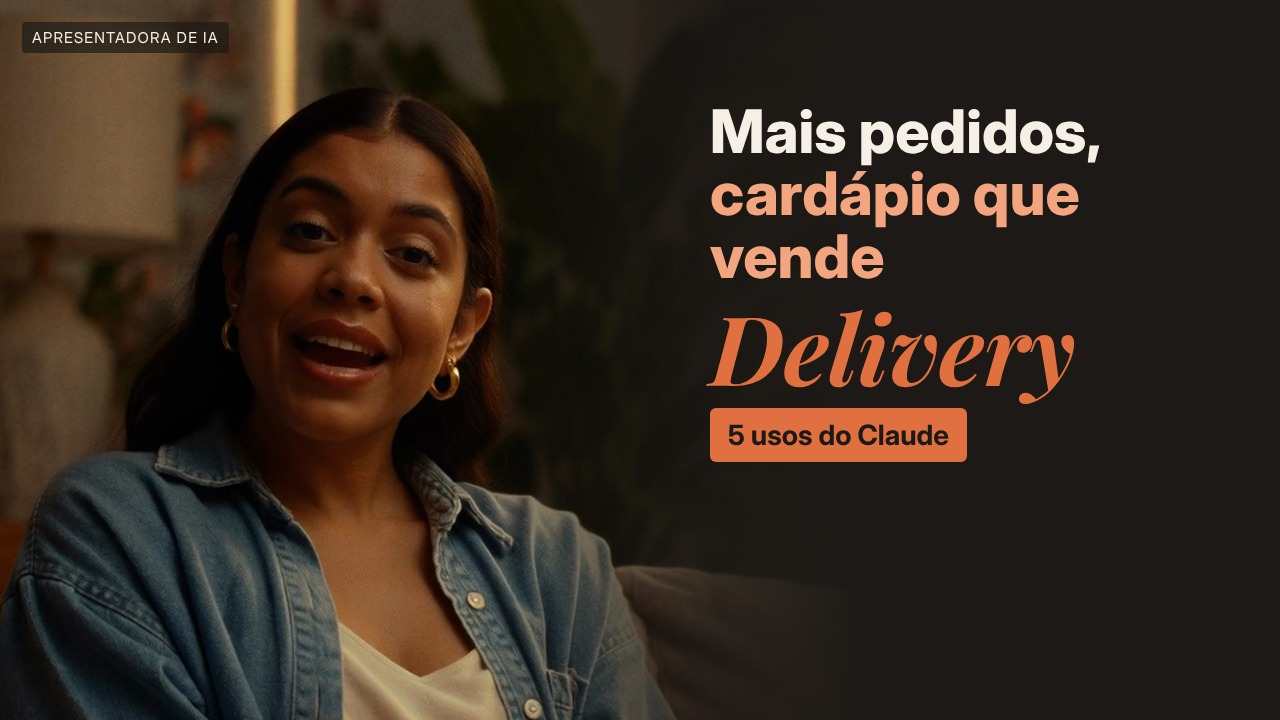 APRESENTADORA DE IA
Mais pedidos,
cardápio que
vende
Delivery
5 usos do Claude